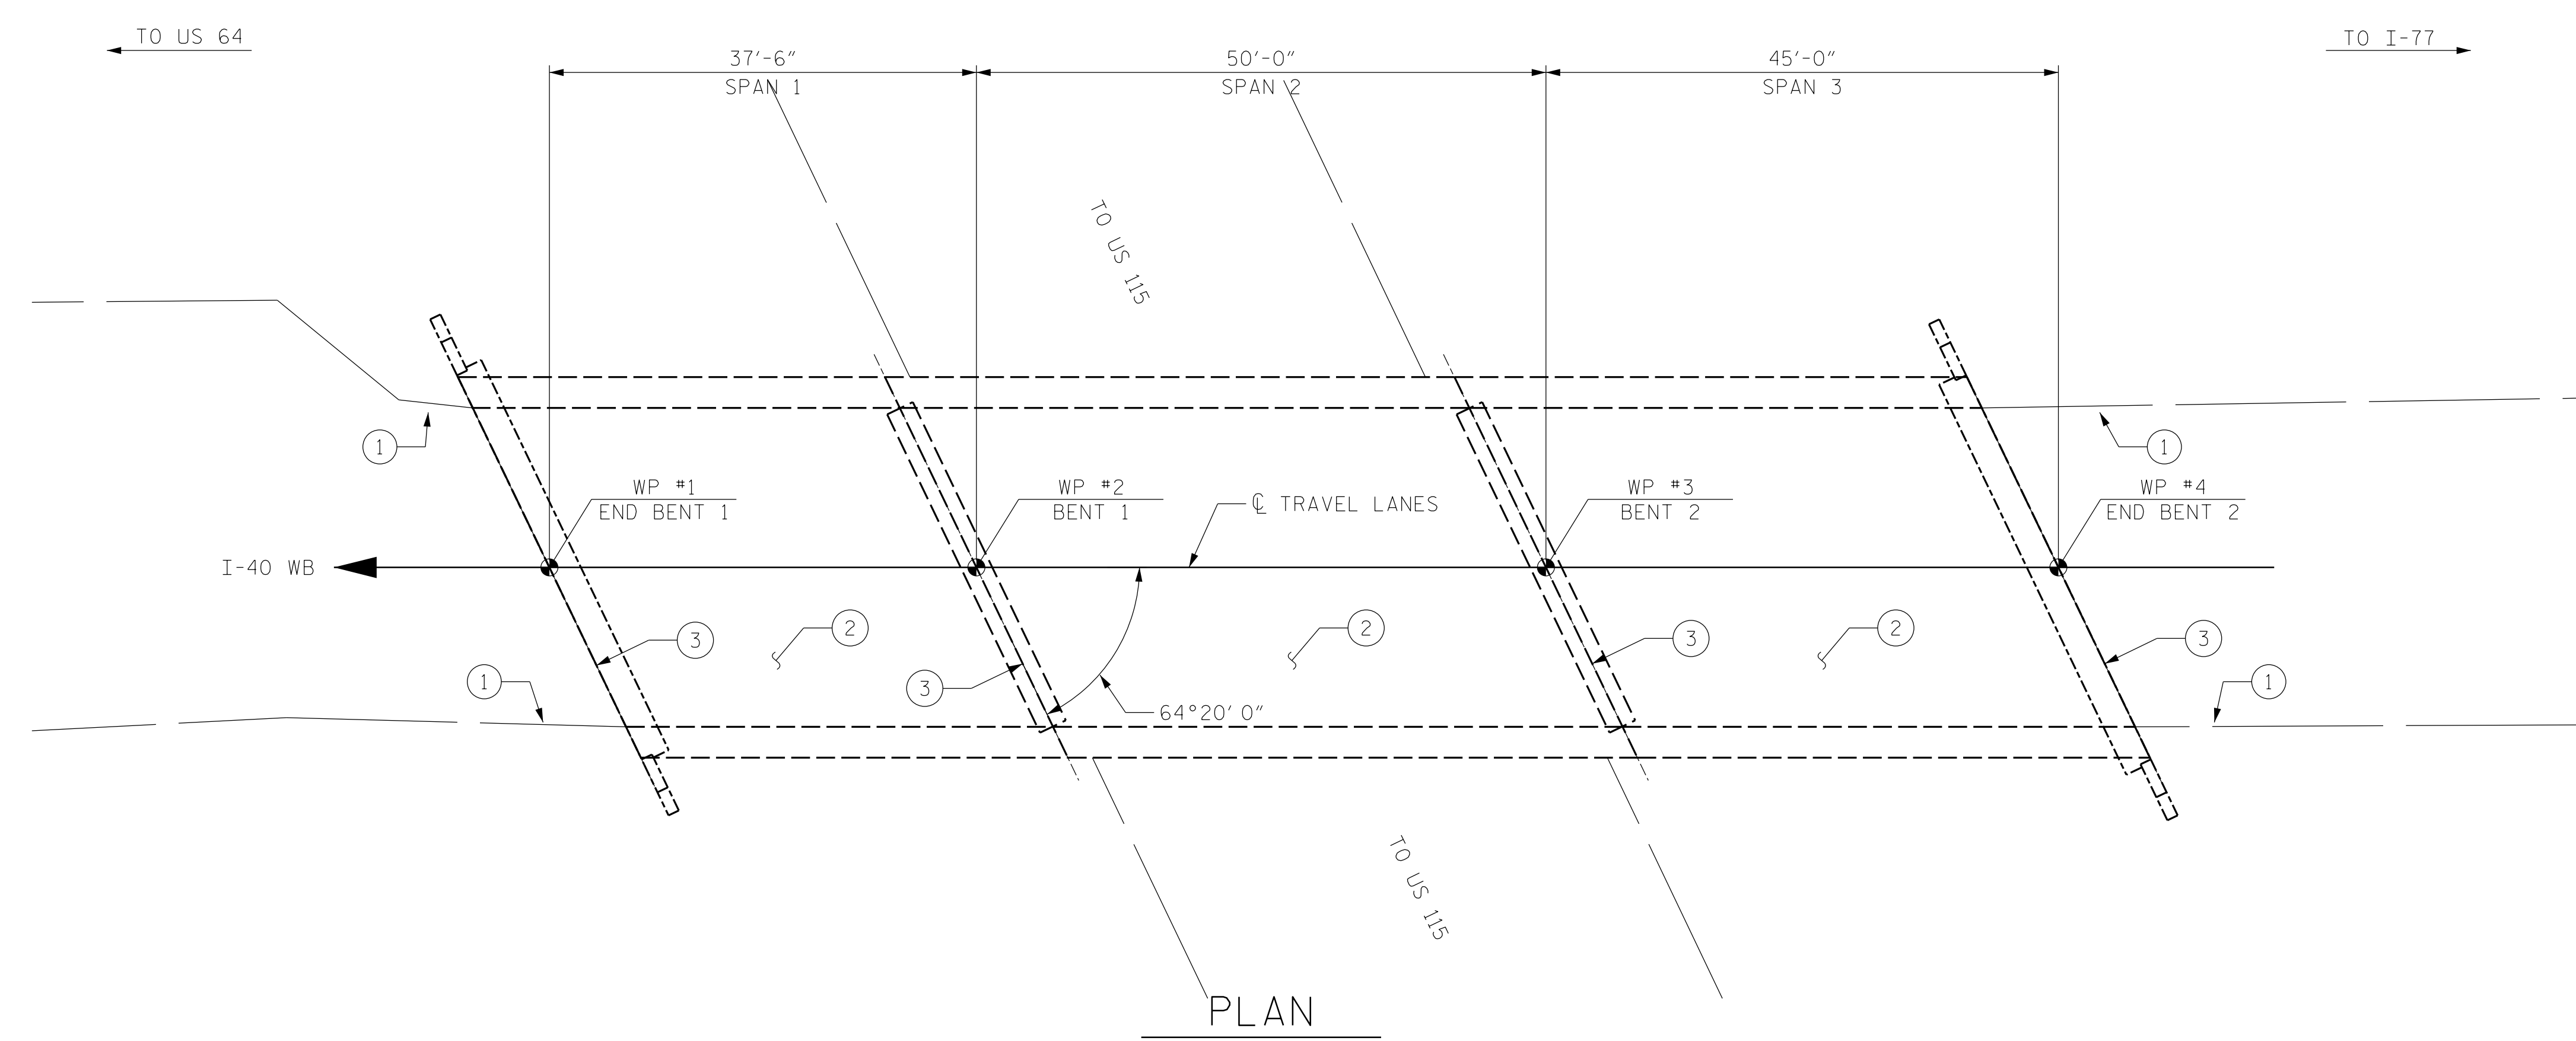 TO US 64
TO I-77
37'-6"
50'-0"
45'-0"
SPAN 1
SPAN 2
SPAN 3
TO US 115
1
1
WP #1
END BENT 1
WP #2
BENT 1
℄ TRAVEL LANES
WP #3
BENT 2
WP #4
END BENT 2
I-40 WB
2
2
2
3
3
3
1
3
1
64°20'0"
TO US 115
PLAN